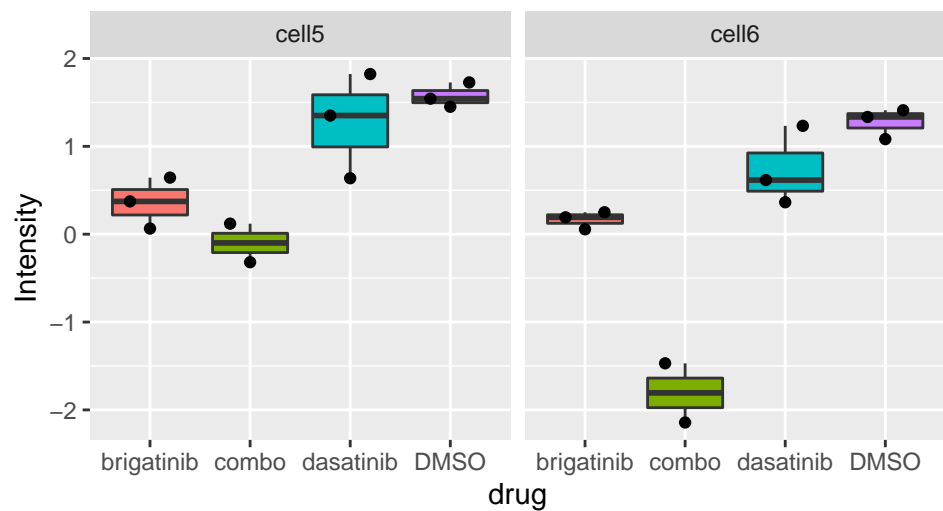 cell5
cell6
Intensity
2
1
0
−1
−2
brigatinib combo dasatinib DMSO
brigatinib combo dasatinib DMSO
drug